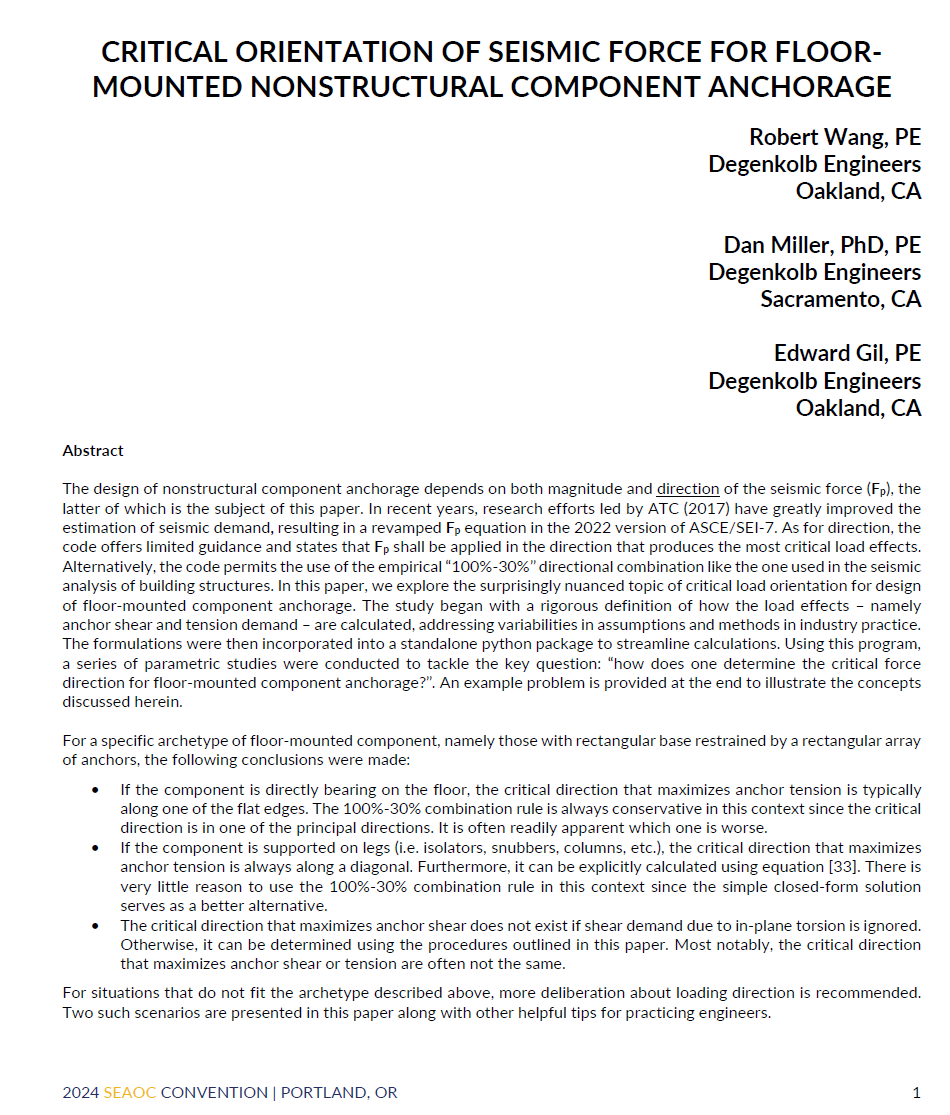 CRITICAL ORIENTATION OF SEISMIC FORCE FOR FLOOR-
MOUNTED NONSTRUCTURAL COMPONENT ANCHORAGE
Robert Wang, PE
Degenkolb Engineers
Oakland, CA
Dan Miller, PhD, PE
Degenkolb Engineers
Sacramento, CA
Edward Gil, PE
Degenkolb Engineers
Oakland, CA
Abstract
The design of nonstructural component anchorage depends on both magnitude and direction of the seismic force (Fp), the
latter of which is the subject of this paper. In recent years, research efforts led by ATC (2017) have greatly improved the
estimation of seismic demand, resulting in a revamped Fp equation in the 2022 version of ASCE/SEI-7. As for direction, the
code offers limited guidance and states that Fp shall be applied in the direction that produces the most critical load effects.
Alternatively, the code permits the use of the empirical “100%-30%” directional combination like the one used in the seismic
analysis of building structures. In this paper, we explore the surprisingly nuanced topic of critical load orientation for design
of floor-mounted component anchorage. The study began with a rigorous definition of how the load effects – namely
anchor shear and tension demand – are calculated, addressing variabilities in assumptions and methods in industry practice.
The formulations were then incorporated into a standalone python package to streamline calculations. Using this program,
a series of parametric studies were conducted to tackle the key question: “how does one determine the critical force
direction for floor-mounted component anchorage?”. An example problem is provided at the end to illustrate the concepts
discussed herein.
For a specific archetype of floor-mounted component, namely those with rectangular base restrained by a rectangular array
of anchors, the following conclusions were made:
• If the component is directly bearing on the floor, the critical direction that maximizes anchor tension is typically
along one of the flat edges. The 100%-30% combination rule is always conservative in this context since the critical
direction is in one of the principal directions. It is often readily apparent which one is worse.
• If the component is supported on legs (i.e. isolators, snubbers, columns, etc.), the critical direction that maximizes
anchor tension is always along a diagonal. Furthermore, it can be explicitly calculated using equation [33]. There is
very little reason to use the 100%-30% combination rule in this context since the simple closed-form solution
serves as a better alternative.
• The critical direction that maximizes anchor shear does not exist if shear demand due to in-plane torsion is ignored.
Otherwise, it can be determined using the procedures outlined in this paper. Most notably, the critical direction
that maximizes anchor shear or tension are often not the same.
For situations that do not fit the archetype described above, more deliberation about loading direction is recommended.
Two such scenarios are presented in this paper along with other helpful tips for practicing engineers.
2024 SEAOC CONVENTION | PORTLAND, OR 1